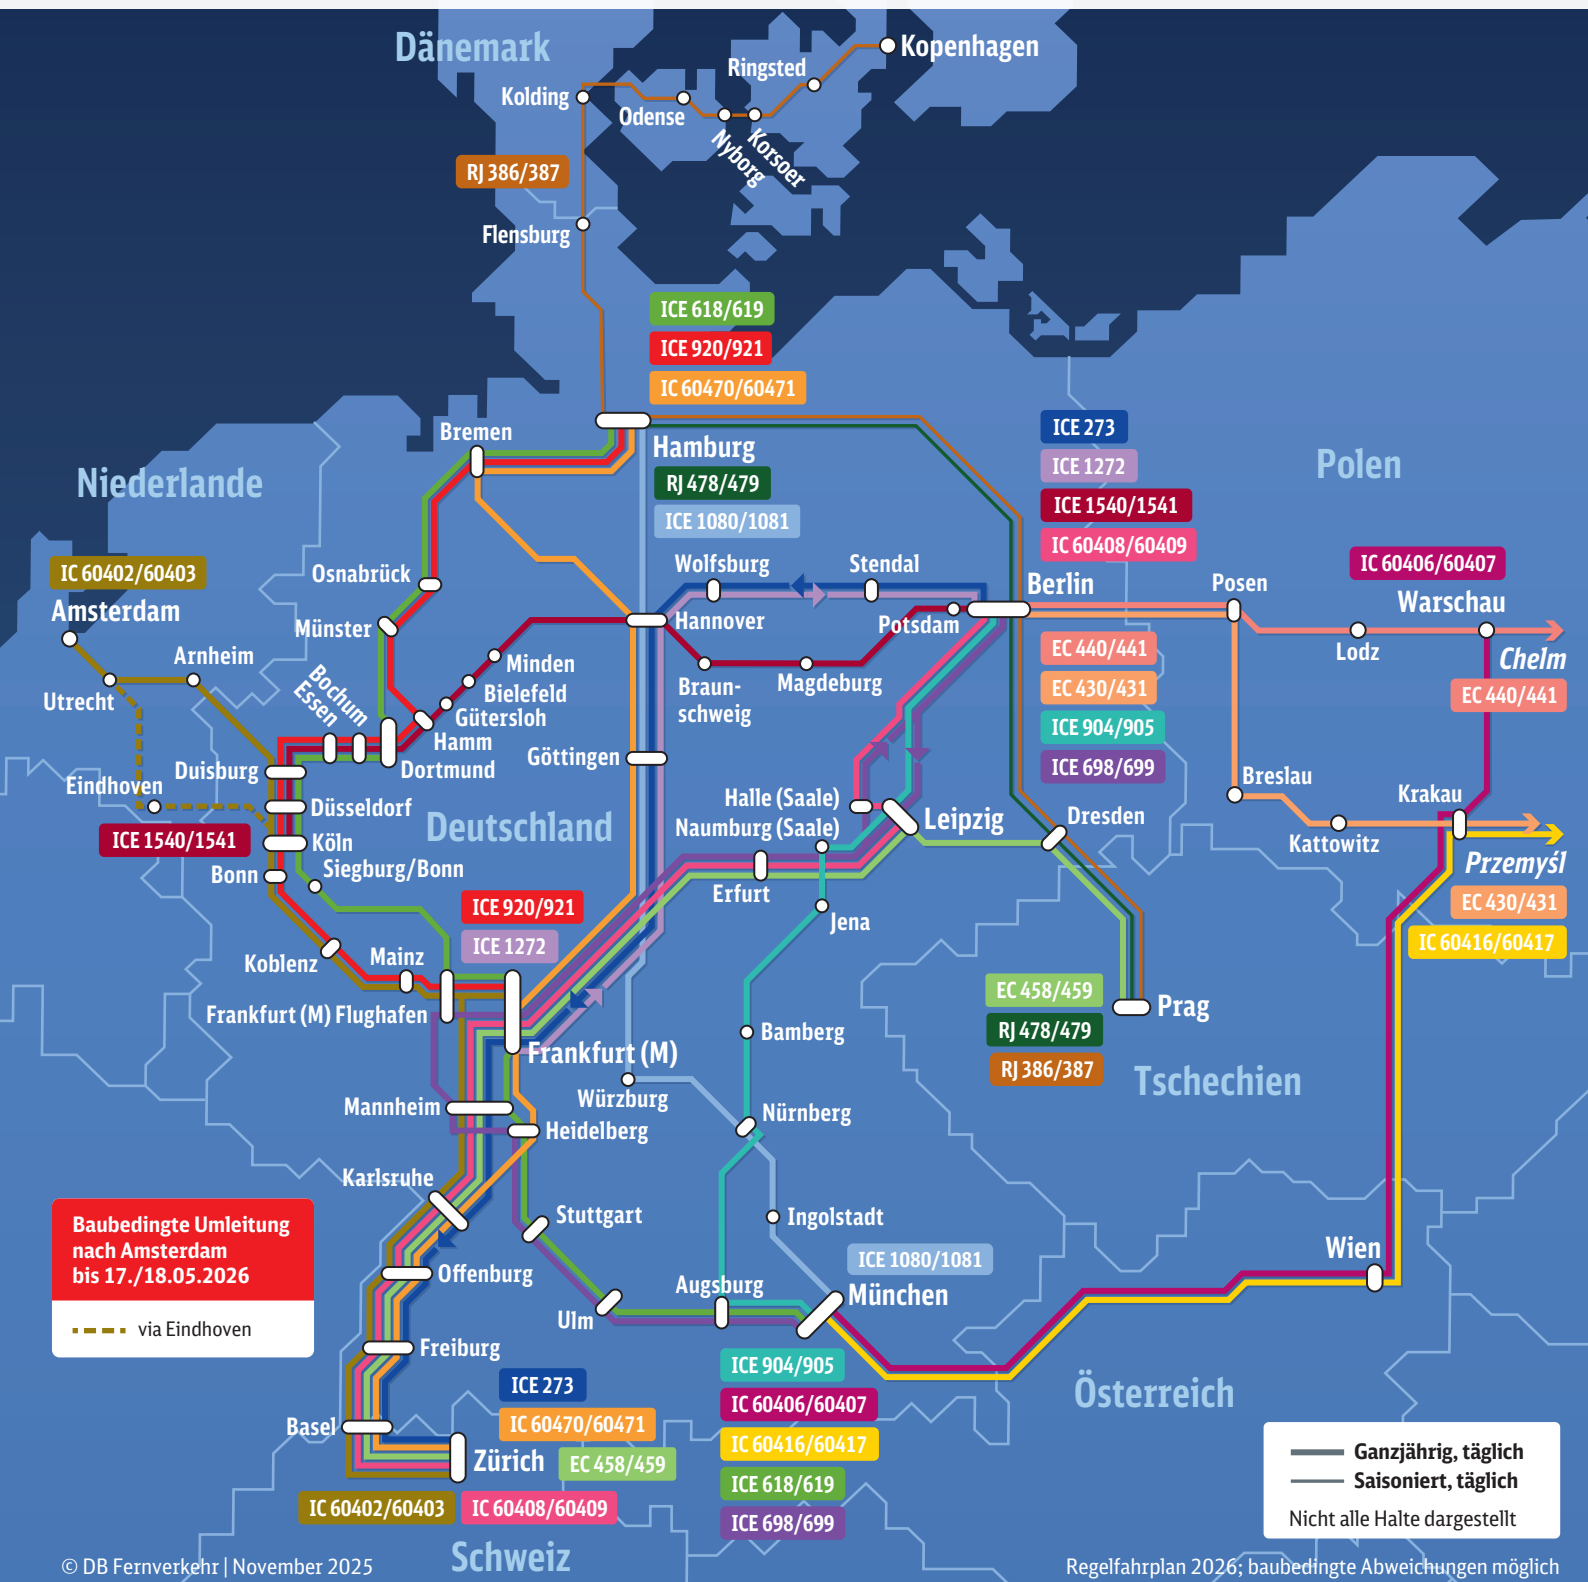 Dänemark
Kopenhagen
Ringsted
Kolding
Odense
Nyborg
Korsoer
RJ 386/387
Flensburg
ICE 618/619
ICE 920/921
IC 60470/60471
Hamburg
RJ 478/479
ICE 1080/1081
Bremen
Niederlande
Polen
ICE 273
ICE 1272
ICE 1540/1541
IC 60408/60409
IC 60402/60403
Amsterdam
Osnabrück
Wolfsburg
Stendal
Berlin
Posen
IC 60406/60407
Warschau
Münster
Hannover
Potsdam
Lodz
Chelm
EC 440/441
Arnheim
Utrecht
Minden
Bielefeld
Gütersloh
Hamm
Bochum
Essen
Dortmund
Braun-
schweig
Magdeburg
EC 440/441
EC 430/431
ICE 904/905
ICE 698/699
Göttingen
Duisburg
Eindhoven
Düsseldorf
Deutschland
Halle (Saale)
Naumburg (Saale)
Leipzig
Dresden
Breslau
Krakau
Kattowitz
Przemyśl
EC 430/431
IC 60416/60417
ICE 1540/1541
Köln
Bonn
Siegburg/Bonn
Erfurt
Jena
ICE 920/921
ICE 1272
Koblenz
Mainz
Frankfurt (M) Flughafen
Frankfurt (M)
Bamberg
EC 458/459
RJ 478/479
RJ 386/387
Prag
Tschechien
Würzburg
Mannheim
Heidelberg
Nürnberg
Karlsruhe
Stuttgart
Ingolstadt
Baubedingte Umleitung
nach Amsterdam
bis 17./18.05.2026
via Eindhoven
Offenburg
Ulm
Augsburg
ICE 1080/1081
München
Wien
Freiburg
ICE 273
IC 60470/60471
Basel
Zürich
EC 458/459
IC 60402/60403
IC 60408/60409
ICE 904/905
IC 60406/60407
IC 60416/60417
ICE 618/619
ICE 698/699
Österreich
Schweiz
Ganzjährig, täglich
Saisoniert, täglich
Nicht alle Halte dargestellt
© DB Fernverkehr | November 2025
Regelfahrplan 2026; baubedingte Abweichungen möglich